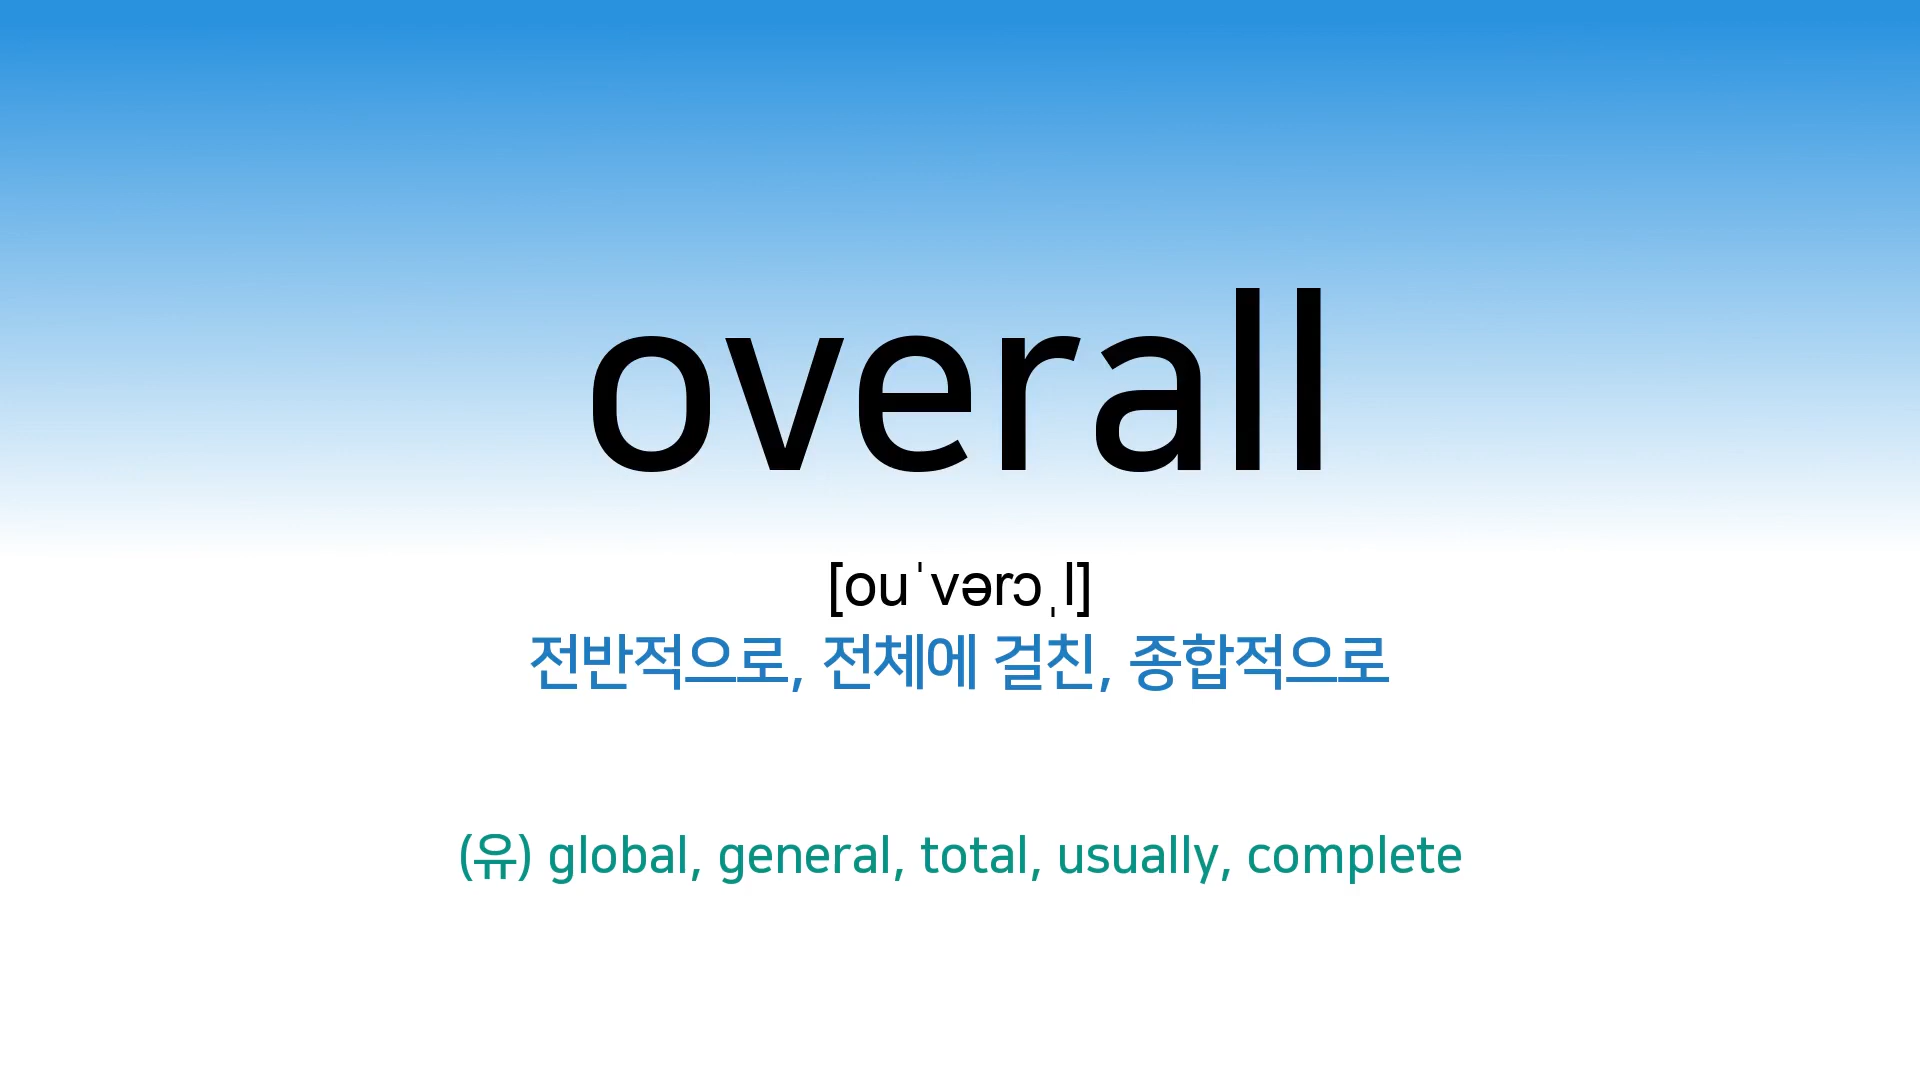 overall
[ouˈvərɔˌl]
전반적으로, 전체에 걸친, 종합적으로
(유) global, general, total, usually, complete